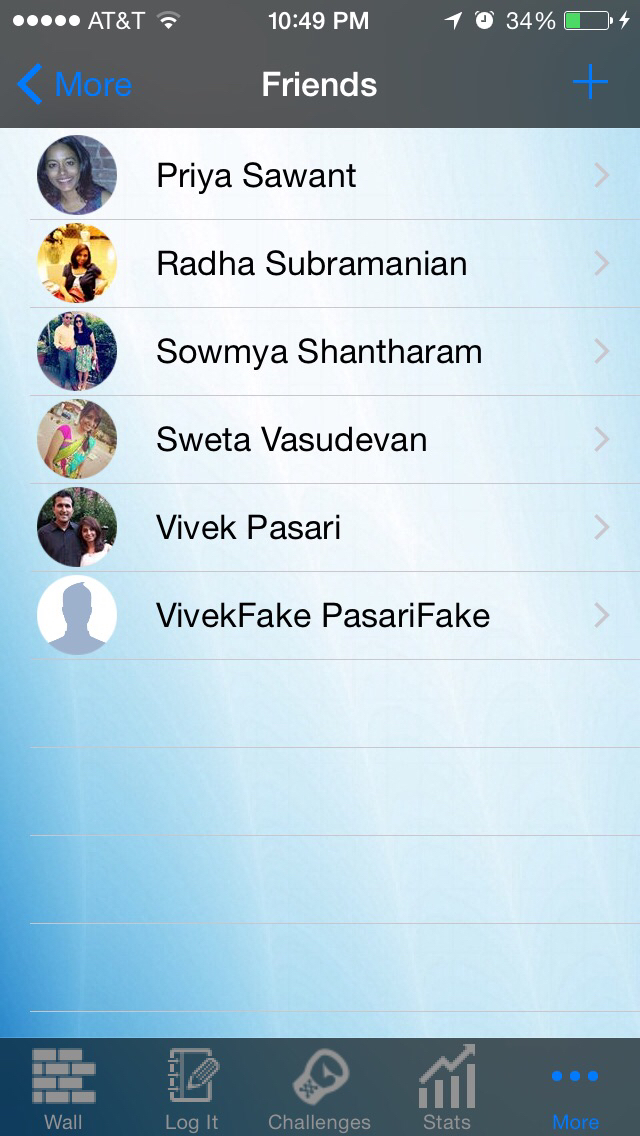 AT&T 10:49 PM 34%
More Friends
Priya Sawant
Radha Subramanian
Sowmya Shantharam
Sweta Vasudevan
Vivek Pasari
VivekFake PasariFake
Wall Log It Challenges Stats More